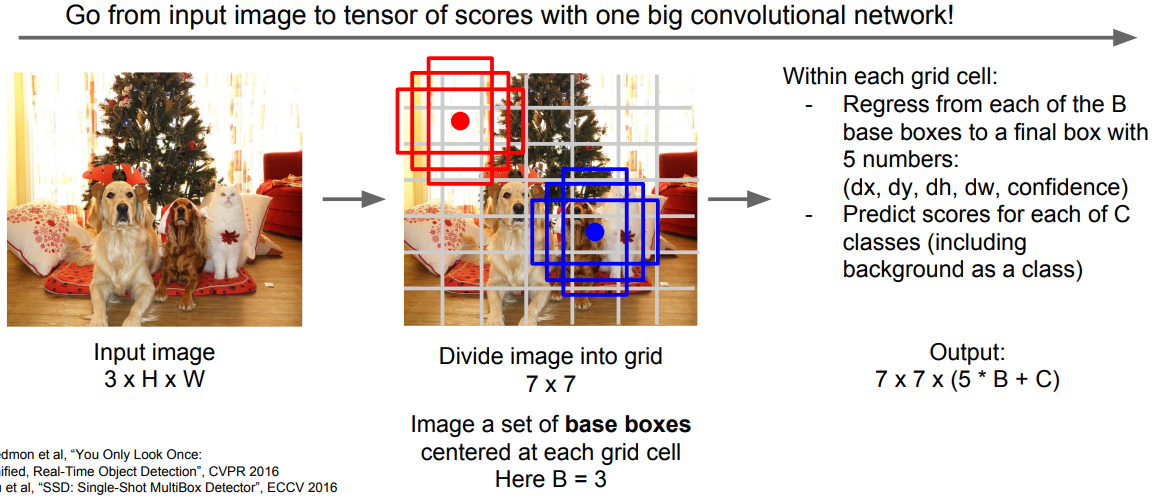 Go from input image to tensor of scores with one big convolutional network!
Within each grid cell:
- Regress from each of the B
base boxes to a final box with
5 numbers:
(dx, dy, dh, dw, confidence)
- Predict scores for each of C
classes (including
background as a class)
Input image
3 x H x W
Divide image into grid
7 x 7
Image a set of base boxes
centered at each grid cell
Here B = 3
Output:
7 x 7 x (5 * B + C)
edmon et al, “You Only Look Once:
ified, Real-Time Object Detection”, CVPR 2016
et al, “SSD: Single-Shot MultiBox Detector”, ECCV 2016